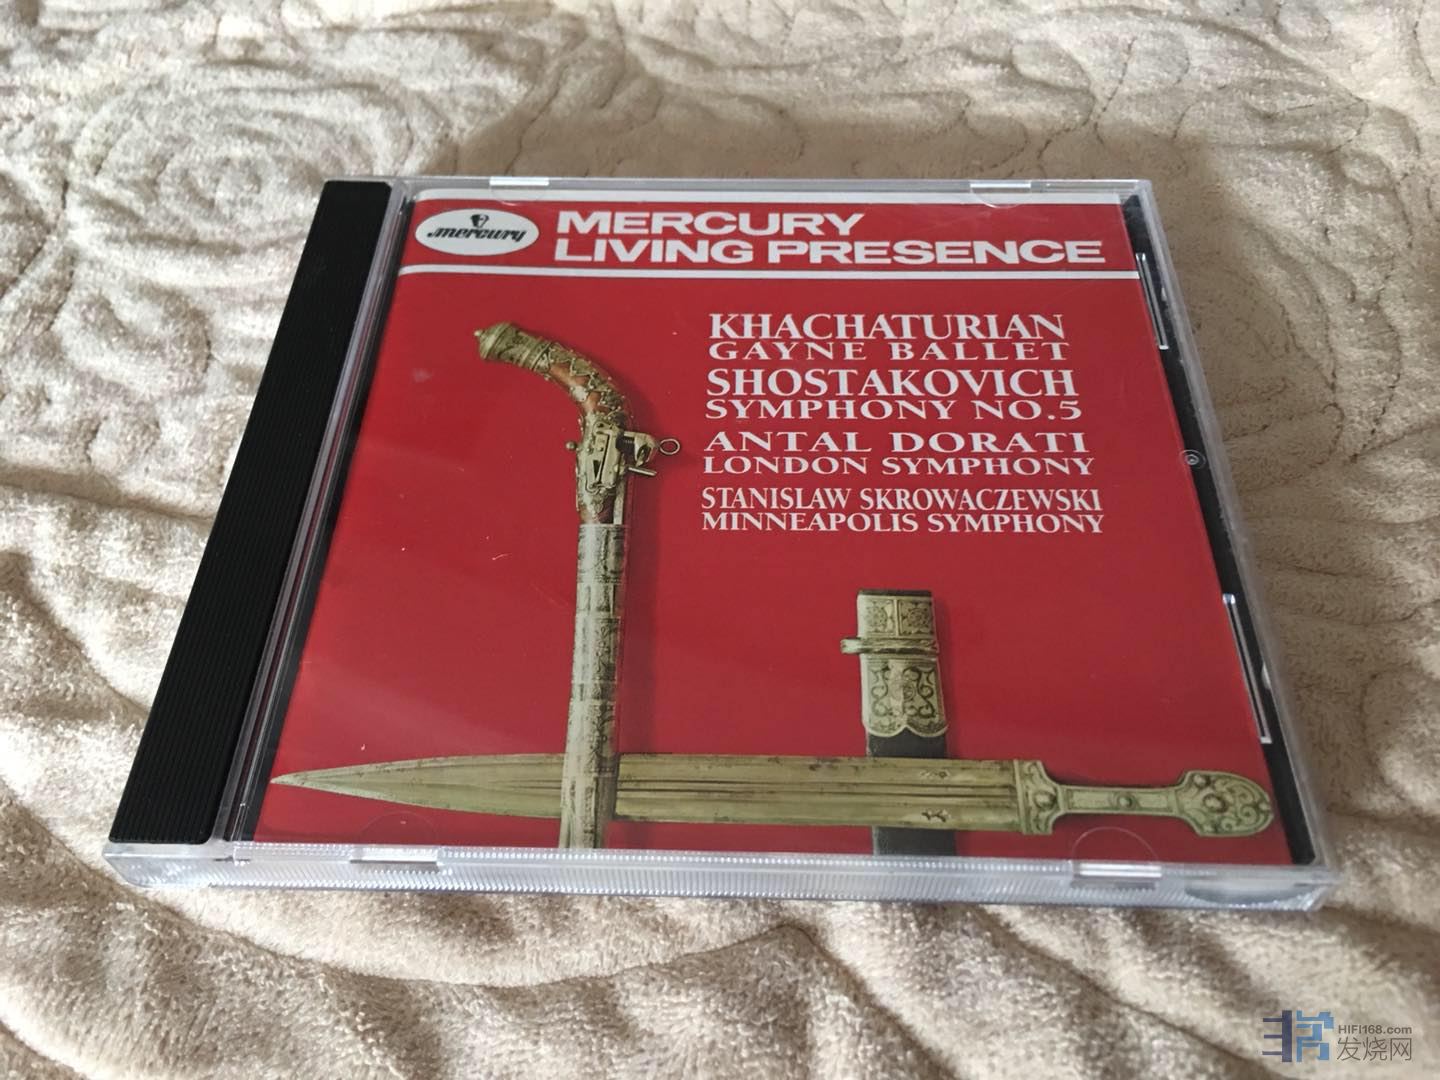 mercury
MERCURY
LIVING PRESENCE
KHACHATURIAN
GAYNE BALLET
SHOSTAKOVICH
SYMPHONY NO.5
ANTAL DORATI
LONDON SYMPHONY
STANISLAW SKROWACZEWSKI
MINNEAPOLIS SYMPHONY
HIFI168.com
发烧网